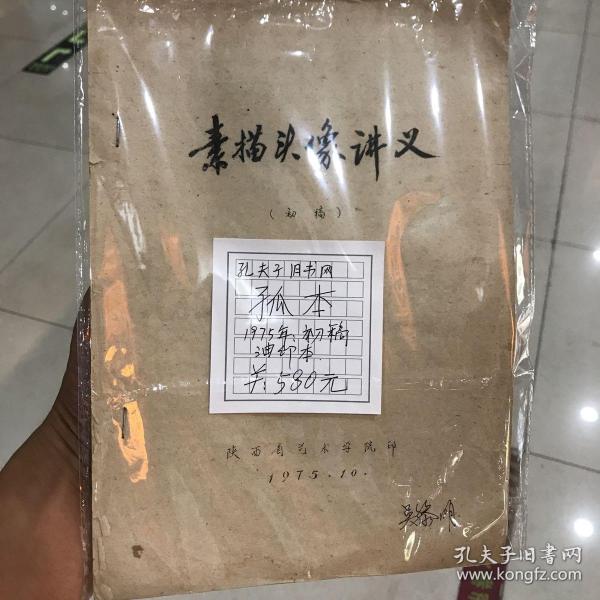 素描头像讲义
（初稿）
孔夫子旧书网
孤本
1975年、初稿
油印本
羊:580元
陕西省艺术学院印
1975.10.
孔夫子旧書网
www.kongfz.com